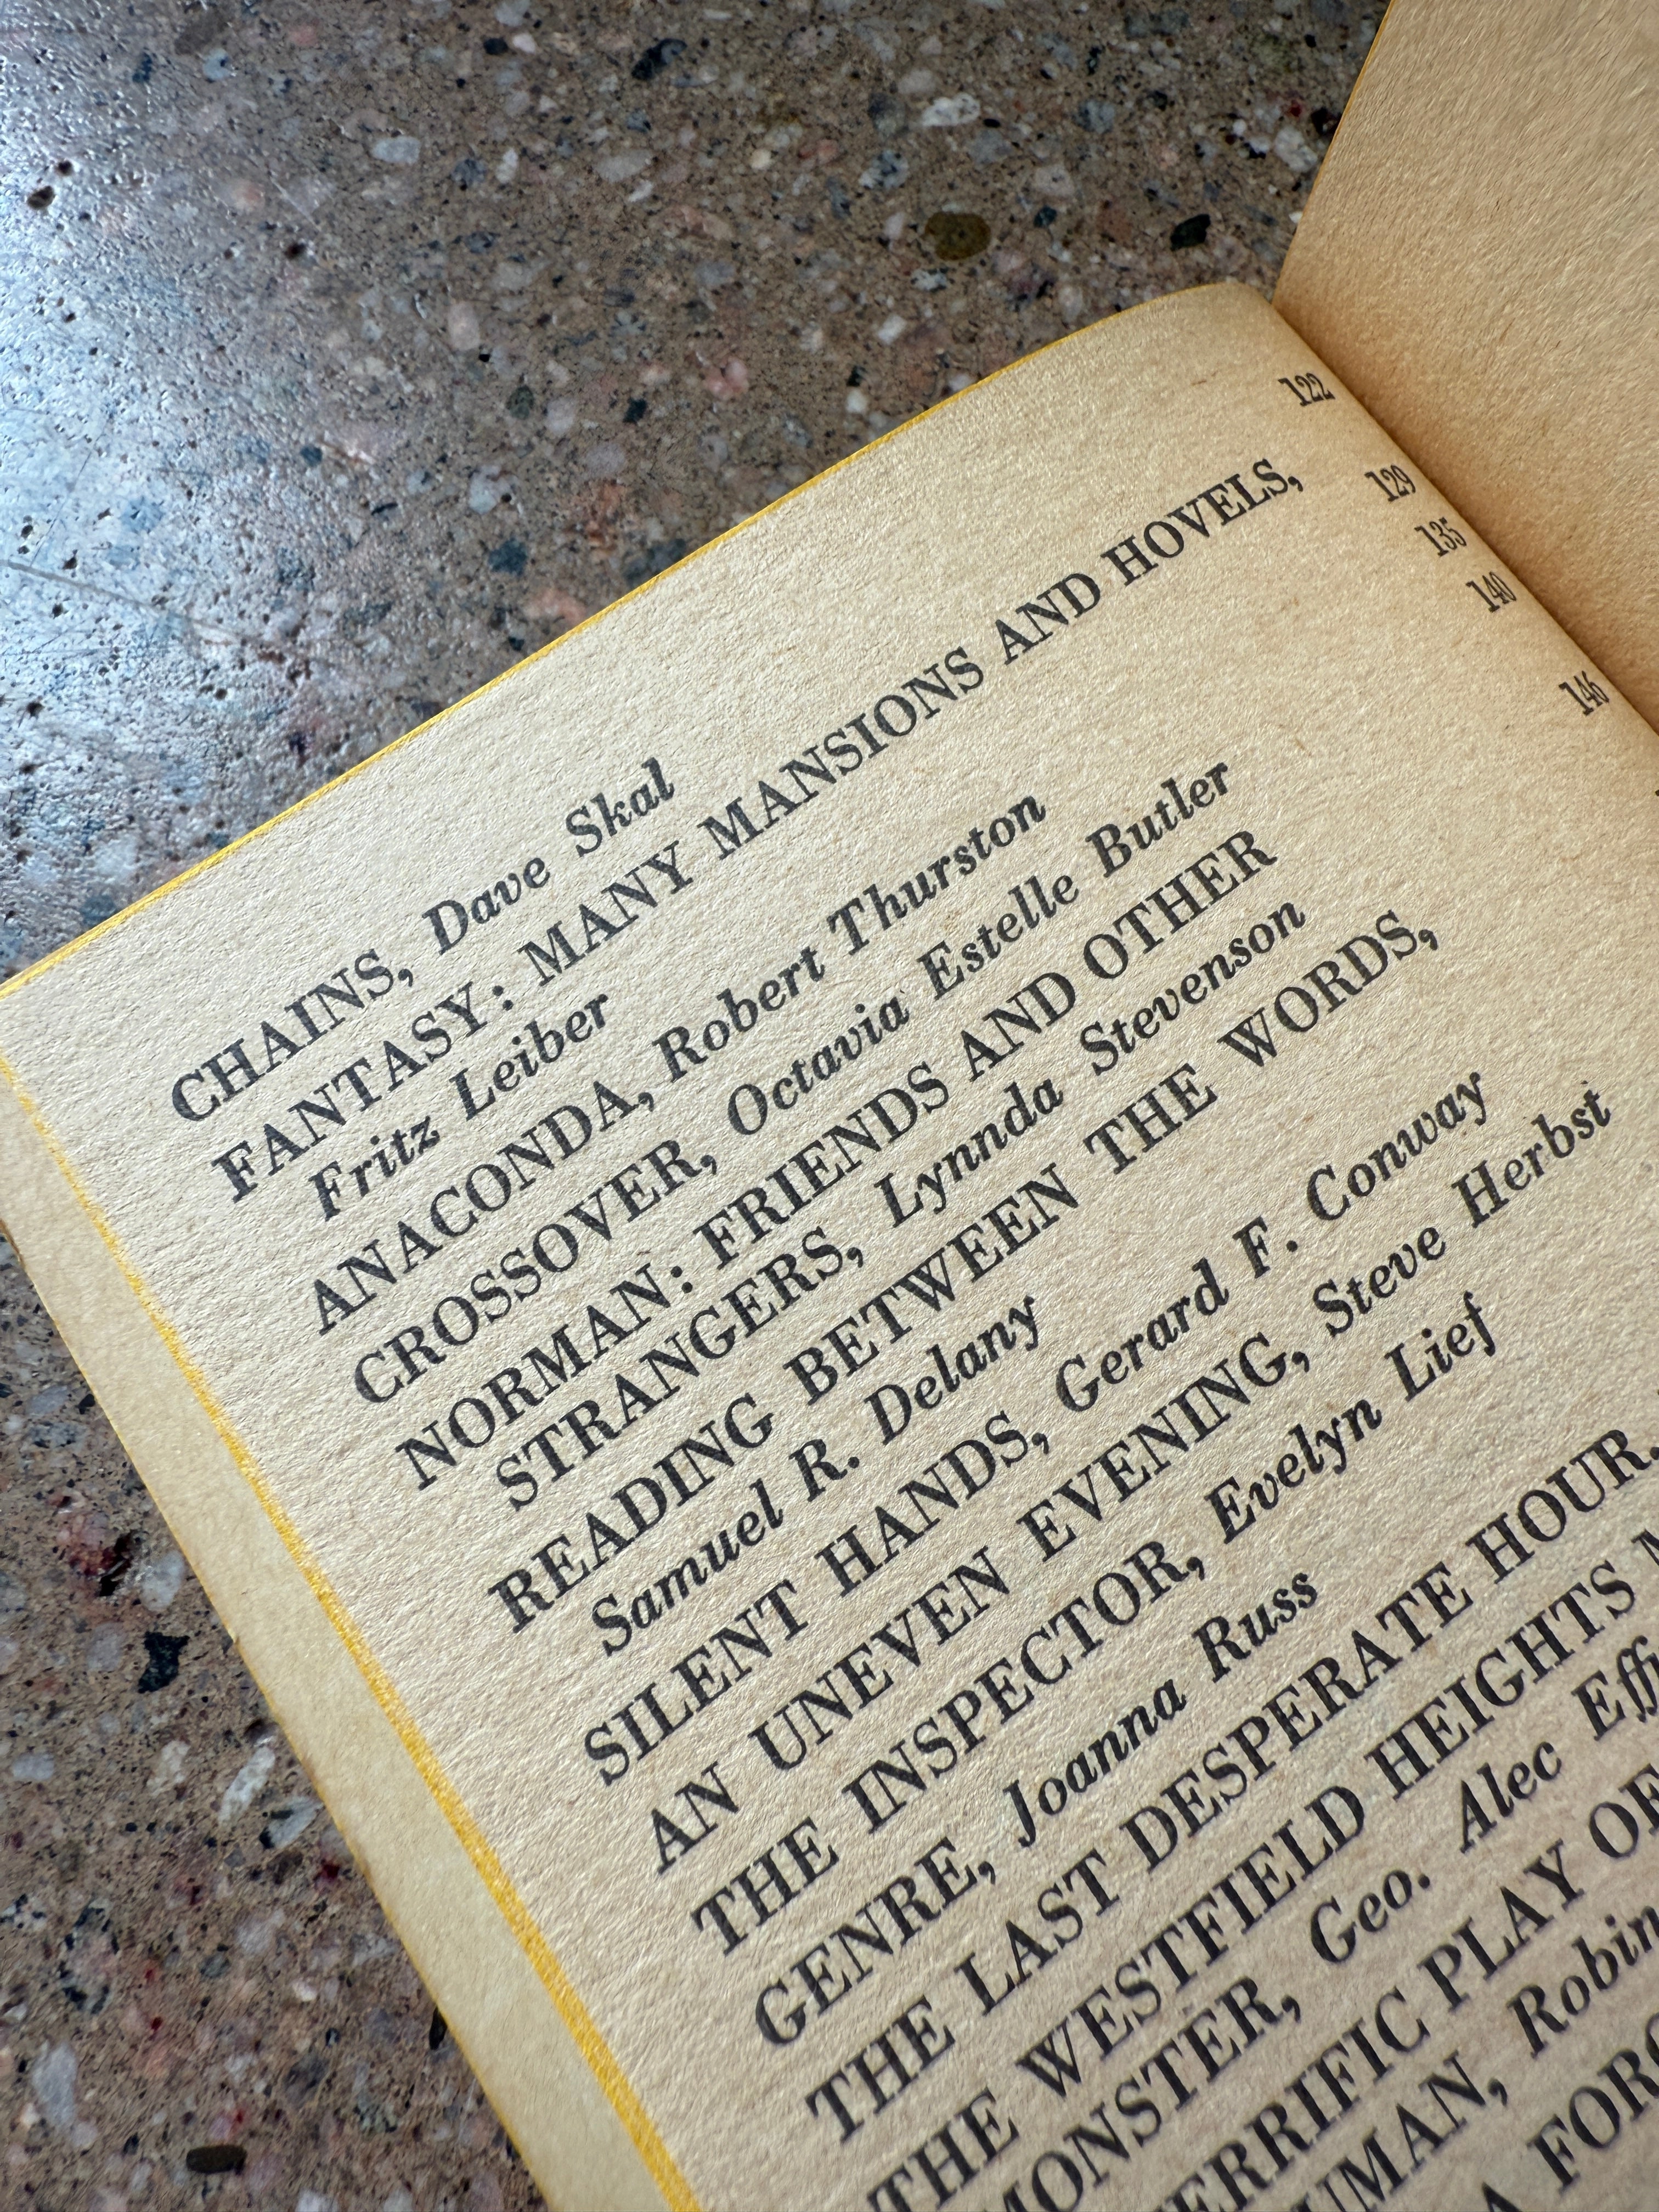 CHAINS, Dave Skal 122
FANTASY: MANY MANSIONS AND HOVELS,
Fritz Leiber 129
ANACONDA, Robert Thurston 135
CROSSOVER, Octavia Estelle Butler 140
NORMAN: FRIENDS AND OTHER
STRANGERS, Lynnda Stevenson 146
READING BETWEEN THE WORDS,
Samuel R. Delany
SILENT HANDS, Gerard F. Conway
AN UNEVEN EVENING, Steve Herbst
THE INSPECTOR, Evelyn Lief
GENRE, Joanna Russ
THE LAST DESPERATE HOUR,
THE WESTFIELD HEIGHTS
MONSTER, Geo. Alec
PLAY OF
Robin